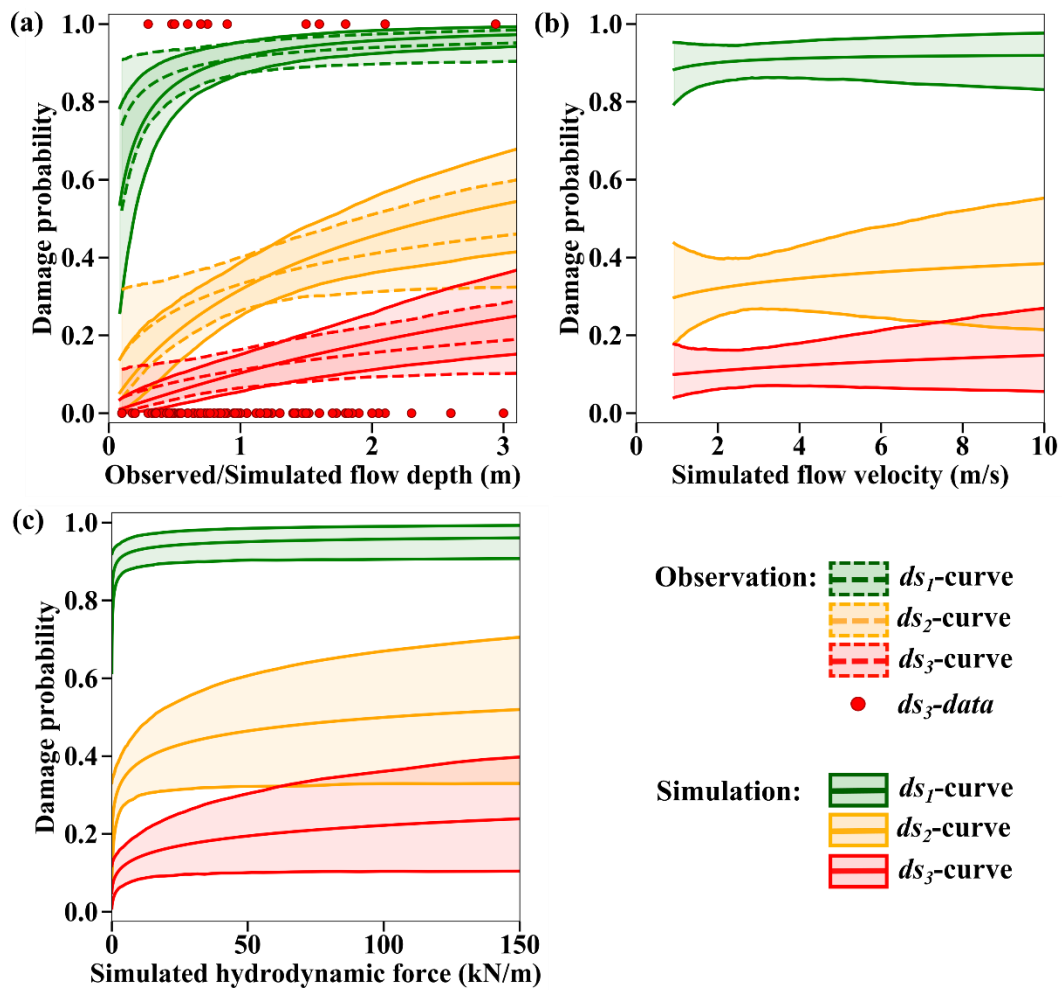 (a)
1.0
0.8
0.6
0.4
0.2
0.0
Damage probability
0
1
2
3
Observed/Simulated flow depth (m)
(b)
1.0
0.8
0.6
0.4
0.2
0.0
Damage probability
0
2
4
6
8
10
Simulated flow velocity (m/s)
(c)
1.0
0.8
0.6
0.4
0.2
0.0
Damage probability
0
50
100
150
Simulated hydrodynamic force (kN/m)
Observation:
ds1-curve
ds2-curve
ds3-curve
ds3-data
Simulation:
ds1-curve
ds2-curve
ds3-curve